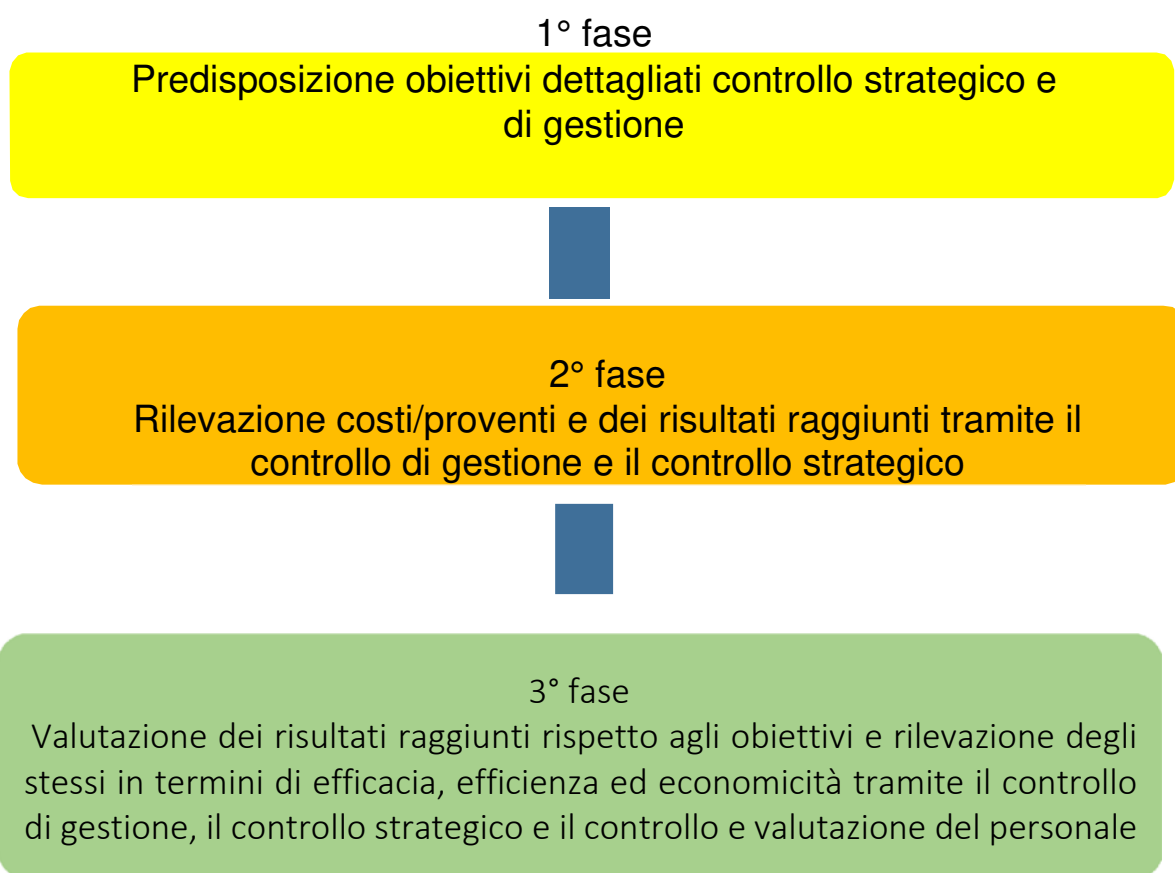 1° fase
Predisposizione obiettivi dettagliati controllo strategico e
di gestione
2° fase
Rilevazione costi/proventi e dei risultati raggiunti tramite il
controllo di gestione e il controllo strategico
3° fase
Valutazione dei risultati raggiunti rispetto agli obiettivi e rilevazione degli
stessi in termini di efficacia, efficienza ed economicità tramite il controllo
di gestione, il controllo strategico e il controllo e valutazione del personale